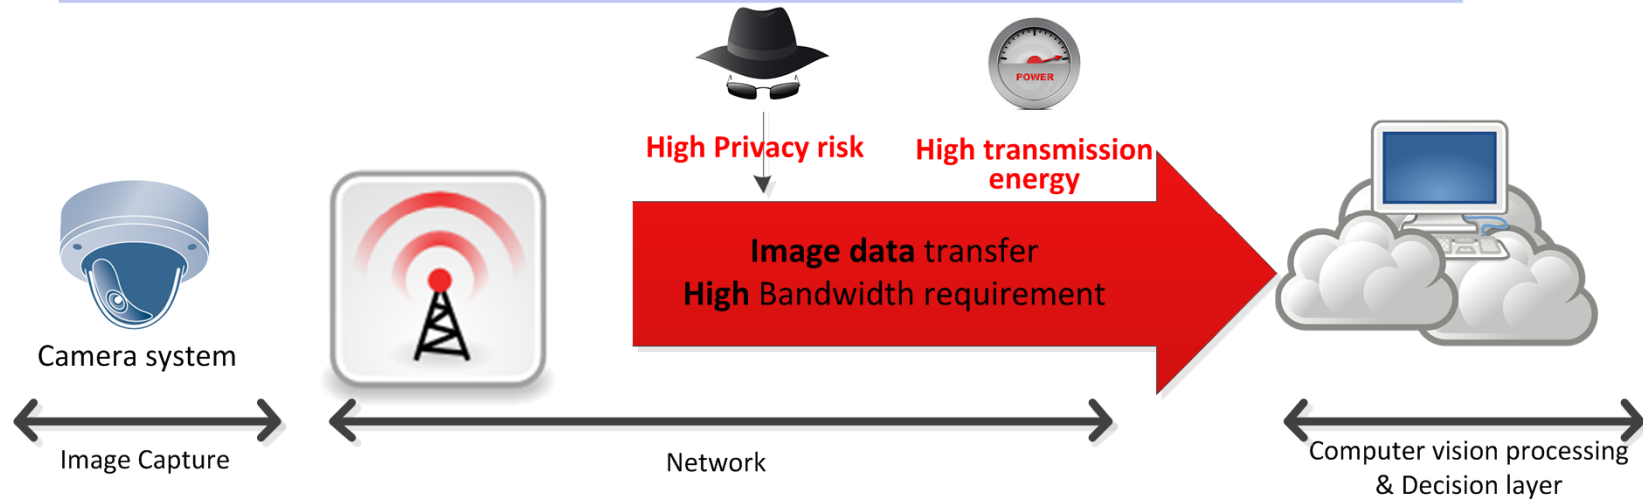 POWER
High Privacy risk
High transmission
energy
Image data transfer
High Bandwidth requirement
Camera system
Image Capture
Network
Computer vision processing
& Decision layer